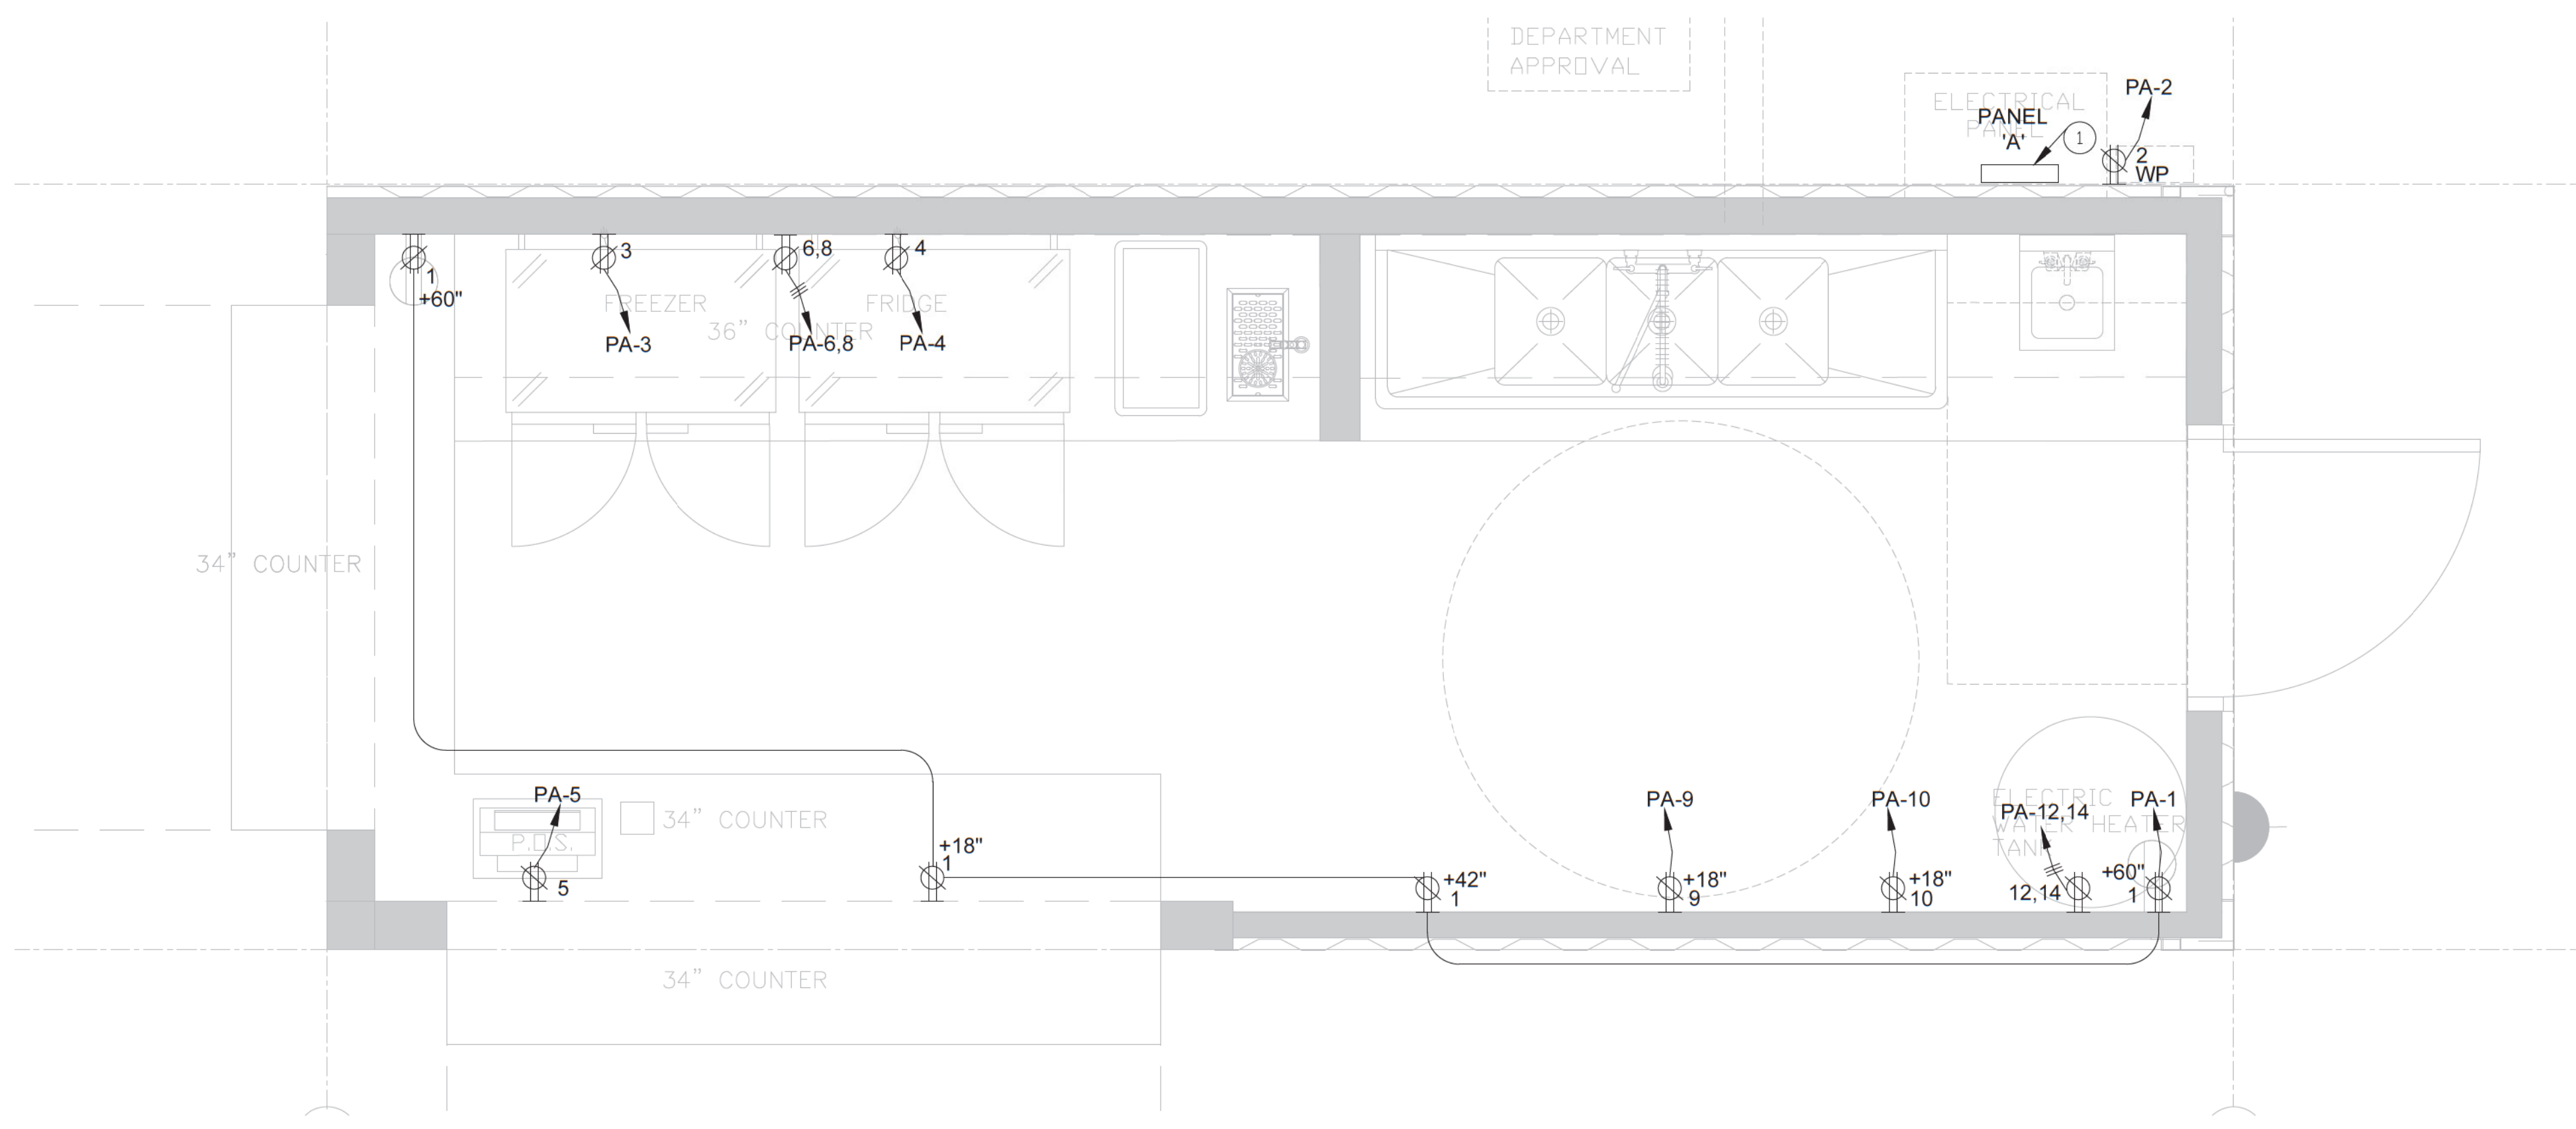 DEPARTMENT
APPROVAL
PA-2
ELECTRICAL
PANEL
PANEL
'A'
1
2
WP
1
+60"
3
6,8
4
FREEZER
FRIDGE
36" COUNTER
PA-3
PA-6,8
PA-4
34" COUNTER
PA-5
34" COUNTER
P.O.S.
5
+18"
1
+42"
1
PA-9
+18"
9
PA-10
+18"
10
ELECTRIC
WATER HEATER
TANK
PA-12,14
12,14
PA-1
+60"
1
34" COUNTER